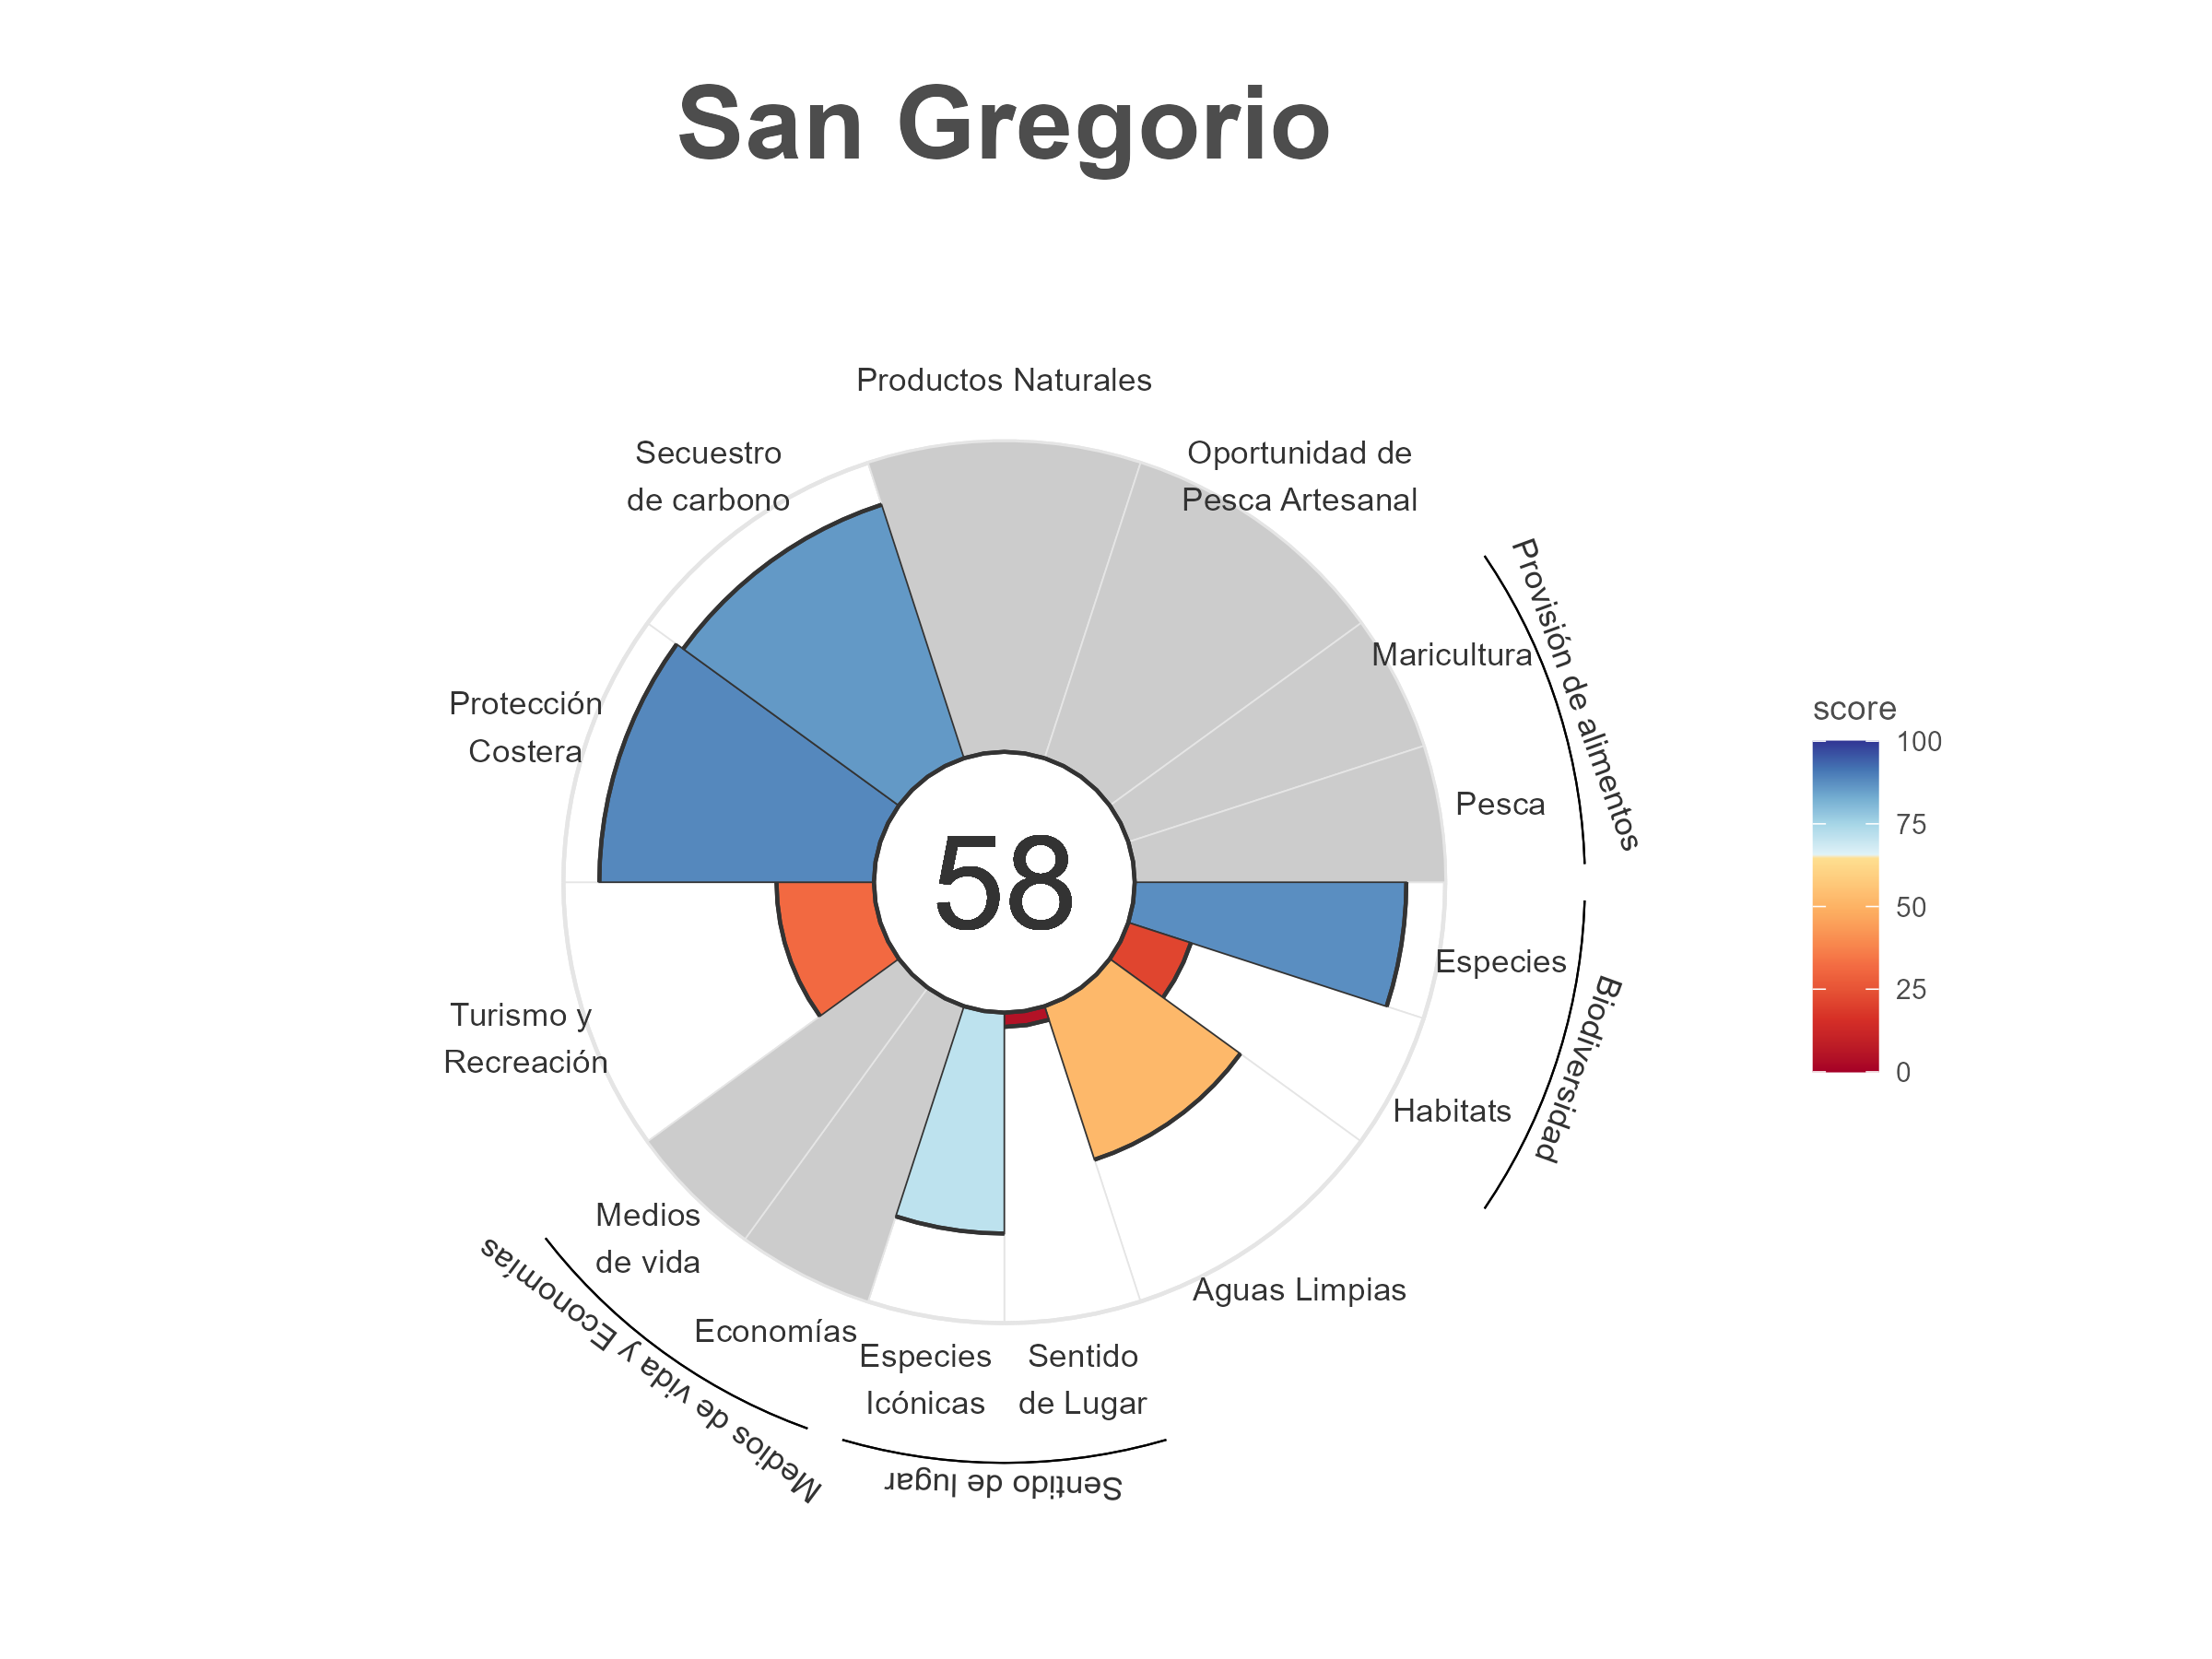 San Gregorio
Productos Naturales
Secuestro
de carbono
Oportunidad de
Pesca Artesanal
Provisión de alimentos
Maricultura
Protección
Costera
Pesca
score
100
75
50
25
0
58
Especies
Biodiversidad
Turismo y
Recreación
Habitats
Medios
de vida
Aguas Limpias
Economías
Medios de vida y Economías
Especies
Icónicas
Sentido
de Lugar
Sentido de lugar